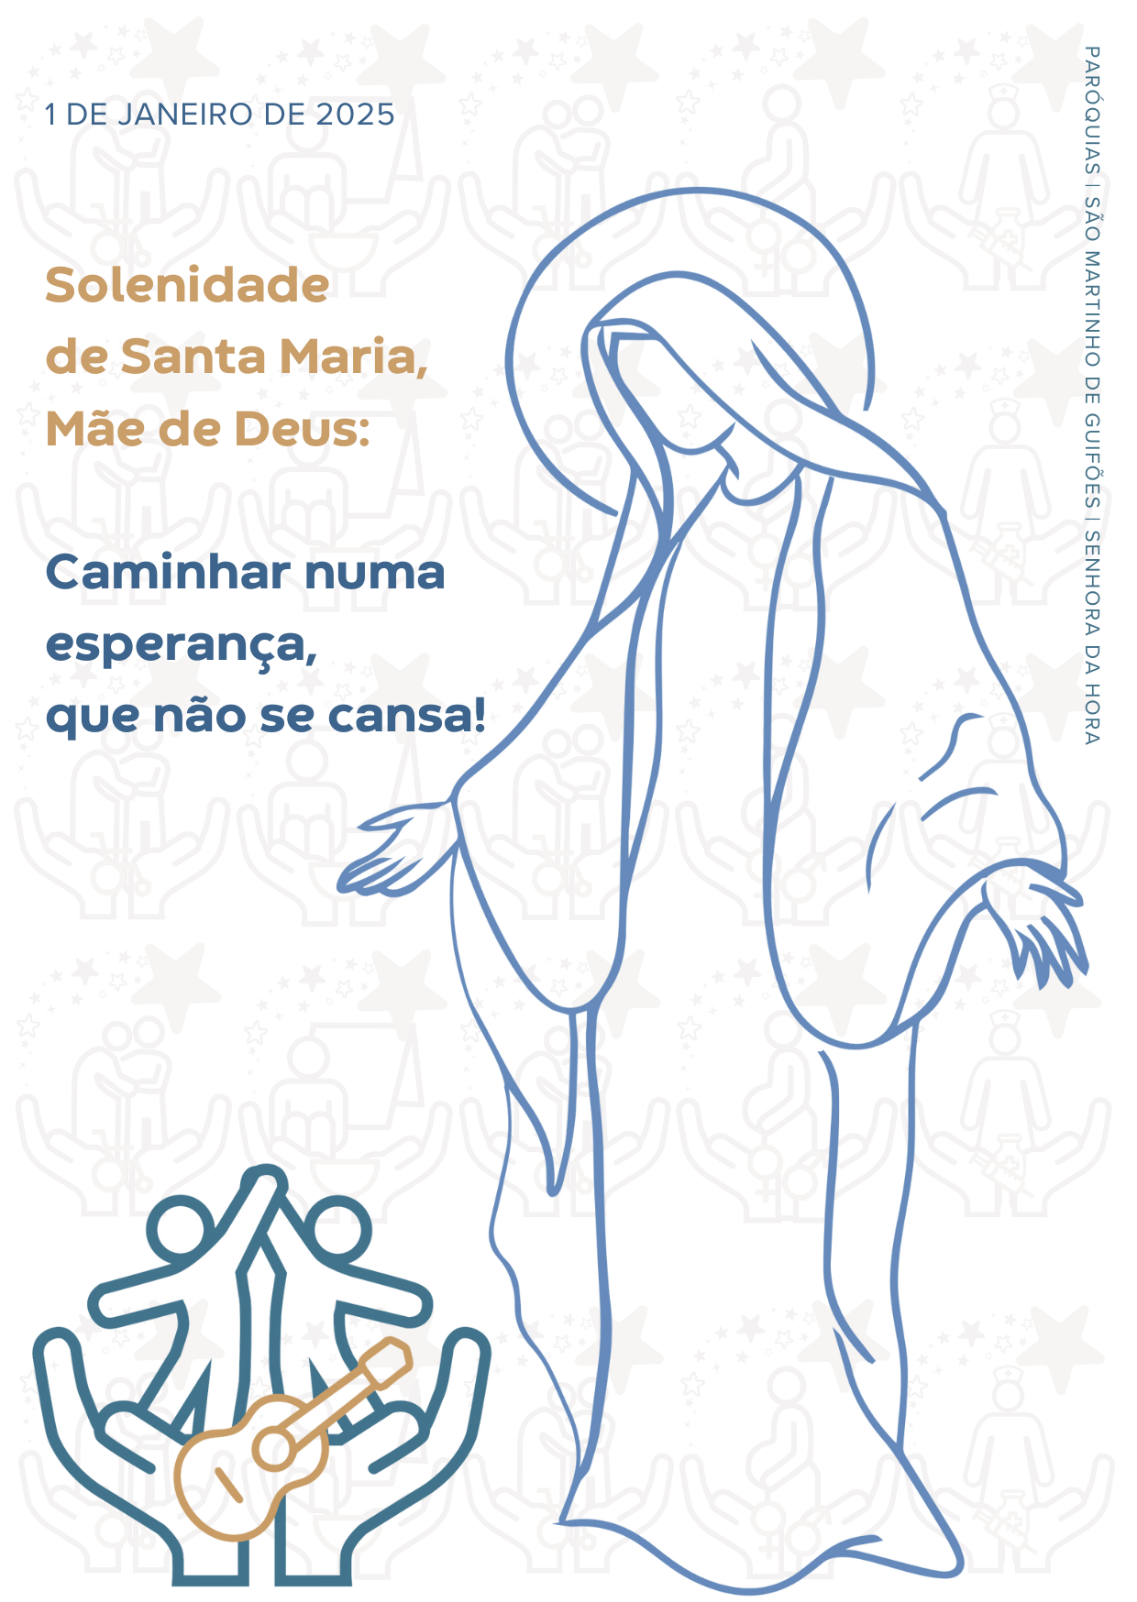 1 DE JANEIRO DE 2025
Solenidade
de Santa Maria,
Mãe de Deus:
Caminhar numa
esperança,
que não se cansa!
PARÓQUIAS | SÃO MARTINHO DE GUIFÕES | SENHORA DA HORA